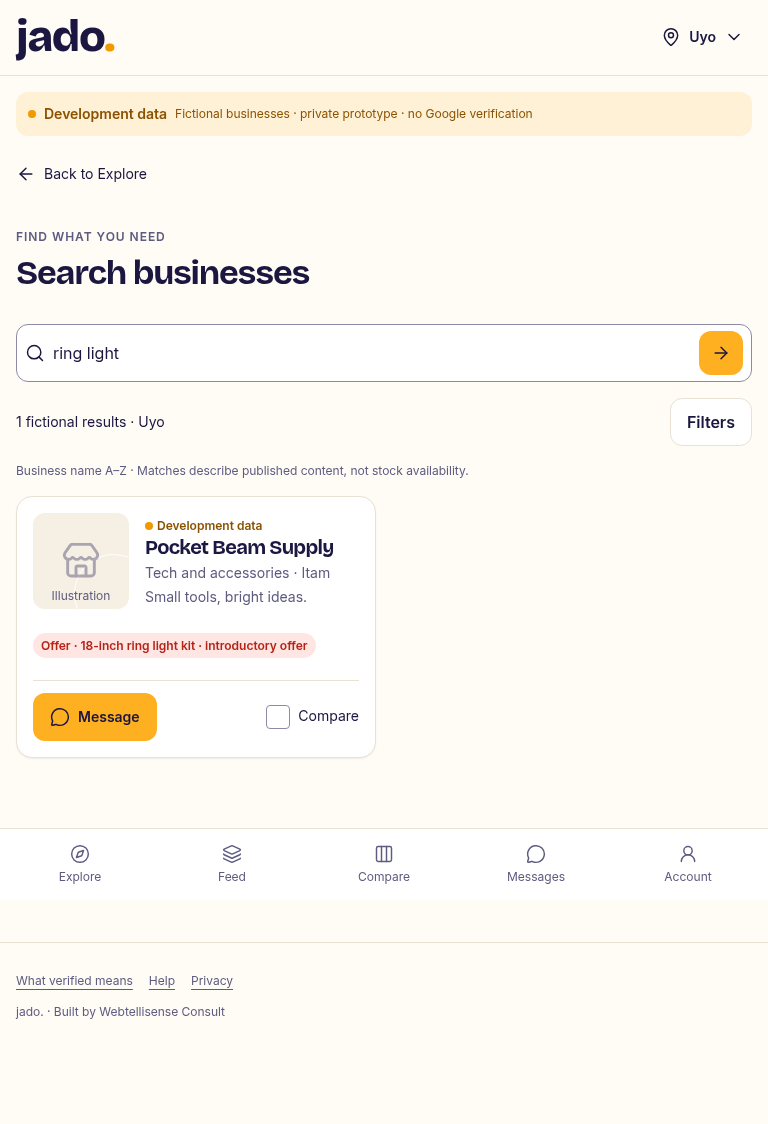 jado.
Uyo
Development data Fictional businesses · private prototype · no Google verification
Back to Explore
FIND WHAT YOU NEED
Search businesses
ring light
1 fictional results · Uyo
Filters
Business name A–Z · Matches describe published content, not stock availability.
Development data
Pocket Beam Supply
Tech and accessories · Itam
Small tools, bright ideas.
Illustration
Offer · 18-inch ring light kit · introductory offer
Message
Compare
Explore
Feed
Compare
Messages
Account
What verified means Help Privacy
jado. · Built by Webtellisense Consult